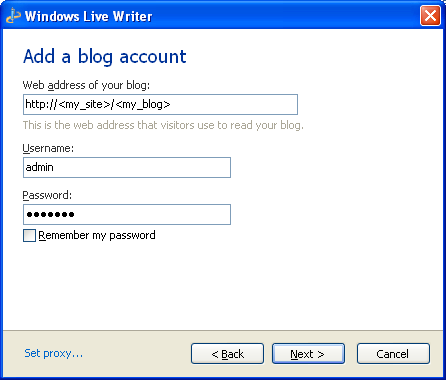 Windows Live Writer
Add a blog account
Web address of your blog:
http://<my_site>/<my_blog>
This is the web address that visitors use to read your blog.
Username:
admin
Password:
●●●●●●●
Remember my password
Set proxy...
< Back
Next >
Cancel